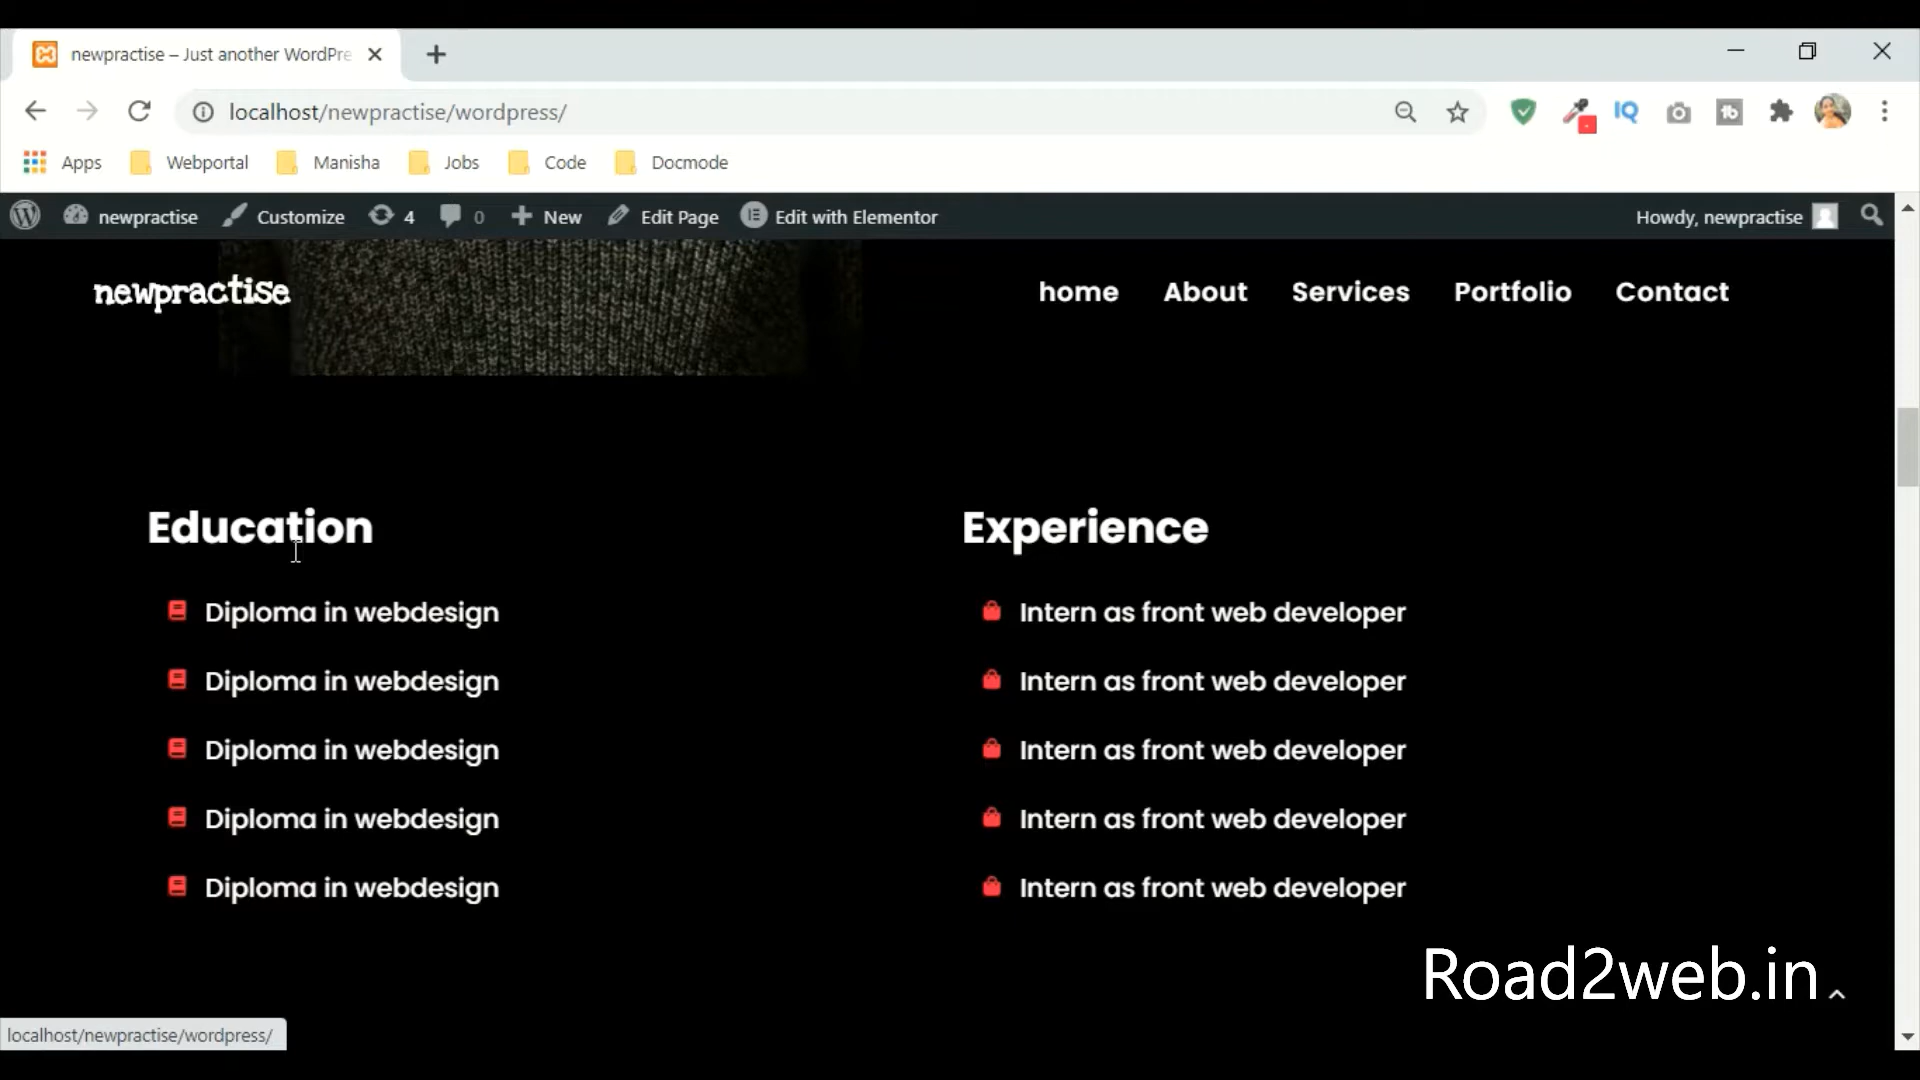 newpractise – Just another WordPre
localhost/newpractise/wordpress/
IQ
tb
Apps Webportal Manisha Jobs Code Docmode
newpractise Customize 4 0 New Edit Page Edit with Elementor Howdy, newpractise
newpractise home About Services Portfolio Contact
Education
Diploma in webdesign
Diploma in webdesign
Diploma in webdesign
Diploma in webdesign
Diploma in webdesign
Experience
Intern as front web developer
Intern as front web developer
Intern as front web developer
Intern as front web developer
Intern as front web developer
Road2web.in
localhost/newpractise/wordpress/